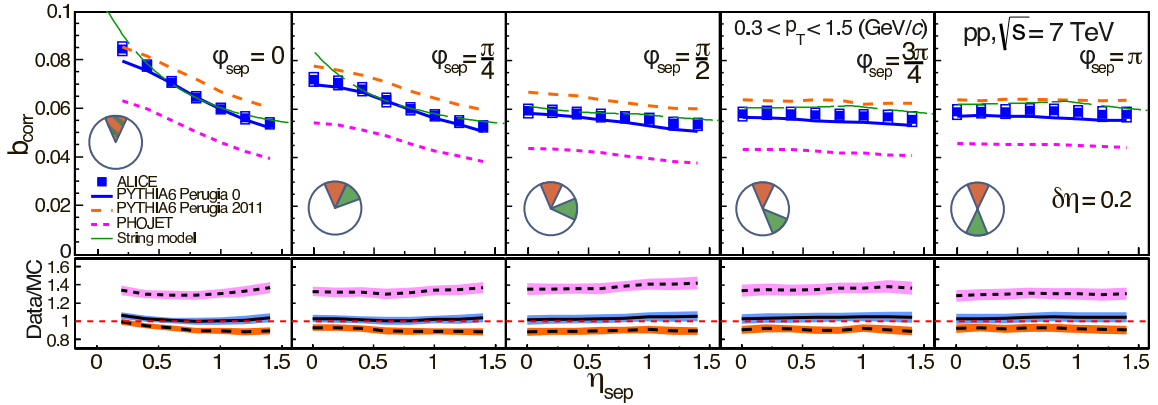 0.1
0.08
0.06
0.04
0.02
0
b_corr
φ_sep = 0
φ_sep = π/4
φ_sep = π/2
0.3 < p_T < 1.5 (GeV/c)
φ_sep = 3π/4
pp, √s = 7 TeV
φ_sep = π
ALICE
PYTHIA6 Perugia 0
PYTHIA6 Perugia 2011
PHOJET
String model
δη = 0.2
Data/MC
1.6
1.4
1.2
1
0.8
0 0.5 1 1.5 0 0.5 1 1.5 0 0.5 1 1.5 0 0.5 1 1.5 0 0.5 1 1.5
η_sep